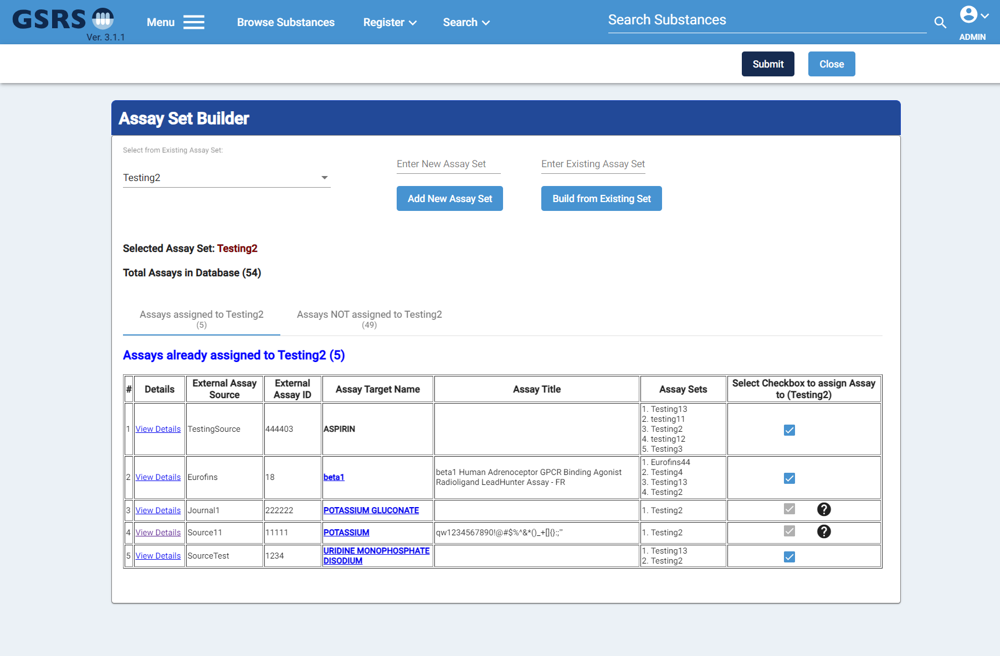 GSRS
Ver. 3.1.1
Menu
Browse Substances
Register
Search
Search Substances
ADMIN
Submit
Close
Assay Set Builder
Select from Existing Assay Set:
Testing2
Enter New Assay Set
Enter Existing Assay Set
Add New Assay Set
Build from Existing Set
Selected Assay Set: Testing2
Total Assays in Database (54)
Assays assigned to Testing2
(5)
Assays NOT assigned to Testing2
(49)
Assays already assigned to Testing2 (5)
#
Details
External Assay
Source
External
Assay ID
Assay Target Name
Assay Title
Assay Sets
Select Checkbox to assign Assay
to (Testing2)
1
View Details
TestingSource
444403
ASPIRIN
1. Testing13
2. testing11
3. Testing2
4. testing12
5. Testing3
2
View Details
Eurofins
18
beta1
beta1 Human Adrenoceptor GPCR Binding Agonist
Radioligand LeadHunter Assay - FR
1. Eurofins44
2. Testing4
3. Testing13
4. Testing2
3
View Details
Journal1
222222
POTASSIUM GLUCONATE
1. Testing2
?
4
View Details
Source11
11111
POTASSIUM
qw1234567890!@#$%^&*()_+[]{}:;'"
1. Testing2
?
5
View Details
SourceTest
1234
URIDINE MONOPHOSPHATE
DISODIUM
1. Testing13
2. Testing2